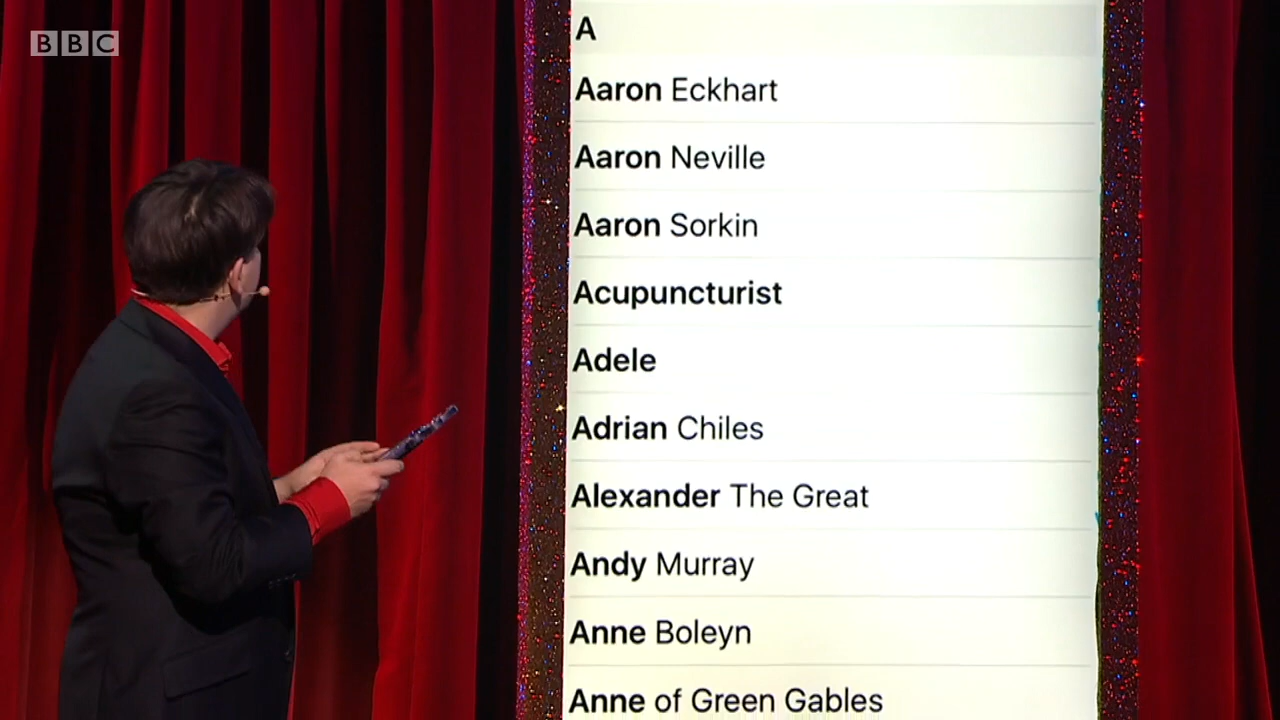 BBC
A
Aaron Eckhart
Aaron Neville
Aaron Sorkin
Acupuncturist
Adele
Adrian Chiles
Alexander The Great
Andy Murray
Anne Boleyn
Anne of Green Gables